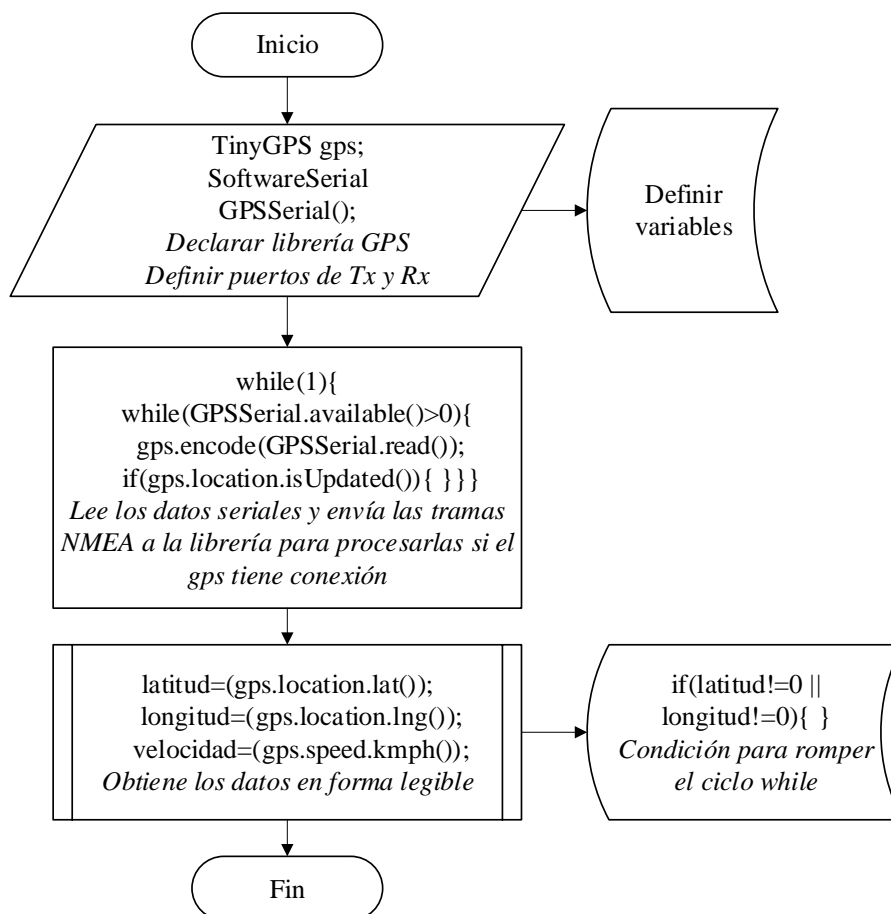 Inicio
TinyGPS gps;
SoftwareSerial
GPSSerial();
Declarar librería GPS
Definir puertos de Tx y Rx
Definir
variables
while(1){
while(GPSSerial.available()>0){
gps.encode(GPSSerial.read());
if(gps.location.isUpdated()){ }}}
Lee los datos seriales y envía las tramas
NMEA a la librería para procesarlas si el
gps tiene conexión
latitud=(gps.location.lat());
longitud=(gps.location.lng());
velocidad=(gps.speed.kmph());
Obtiene los datos en forma legible
if(latitud!=0 ||
longitud!=0){ }
Condición para romper
el ciclo while
Fin